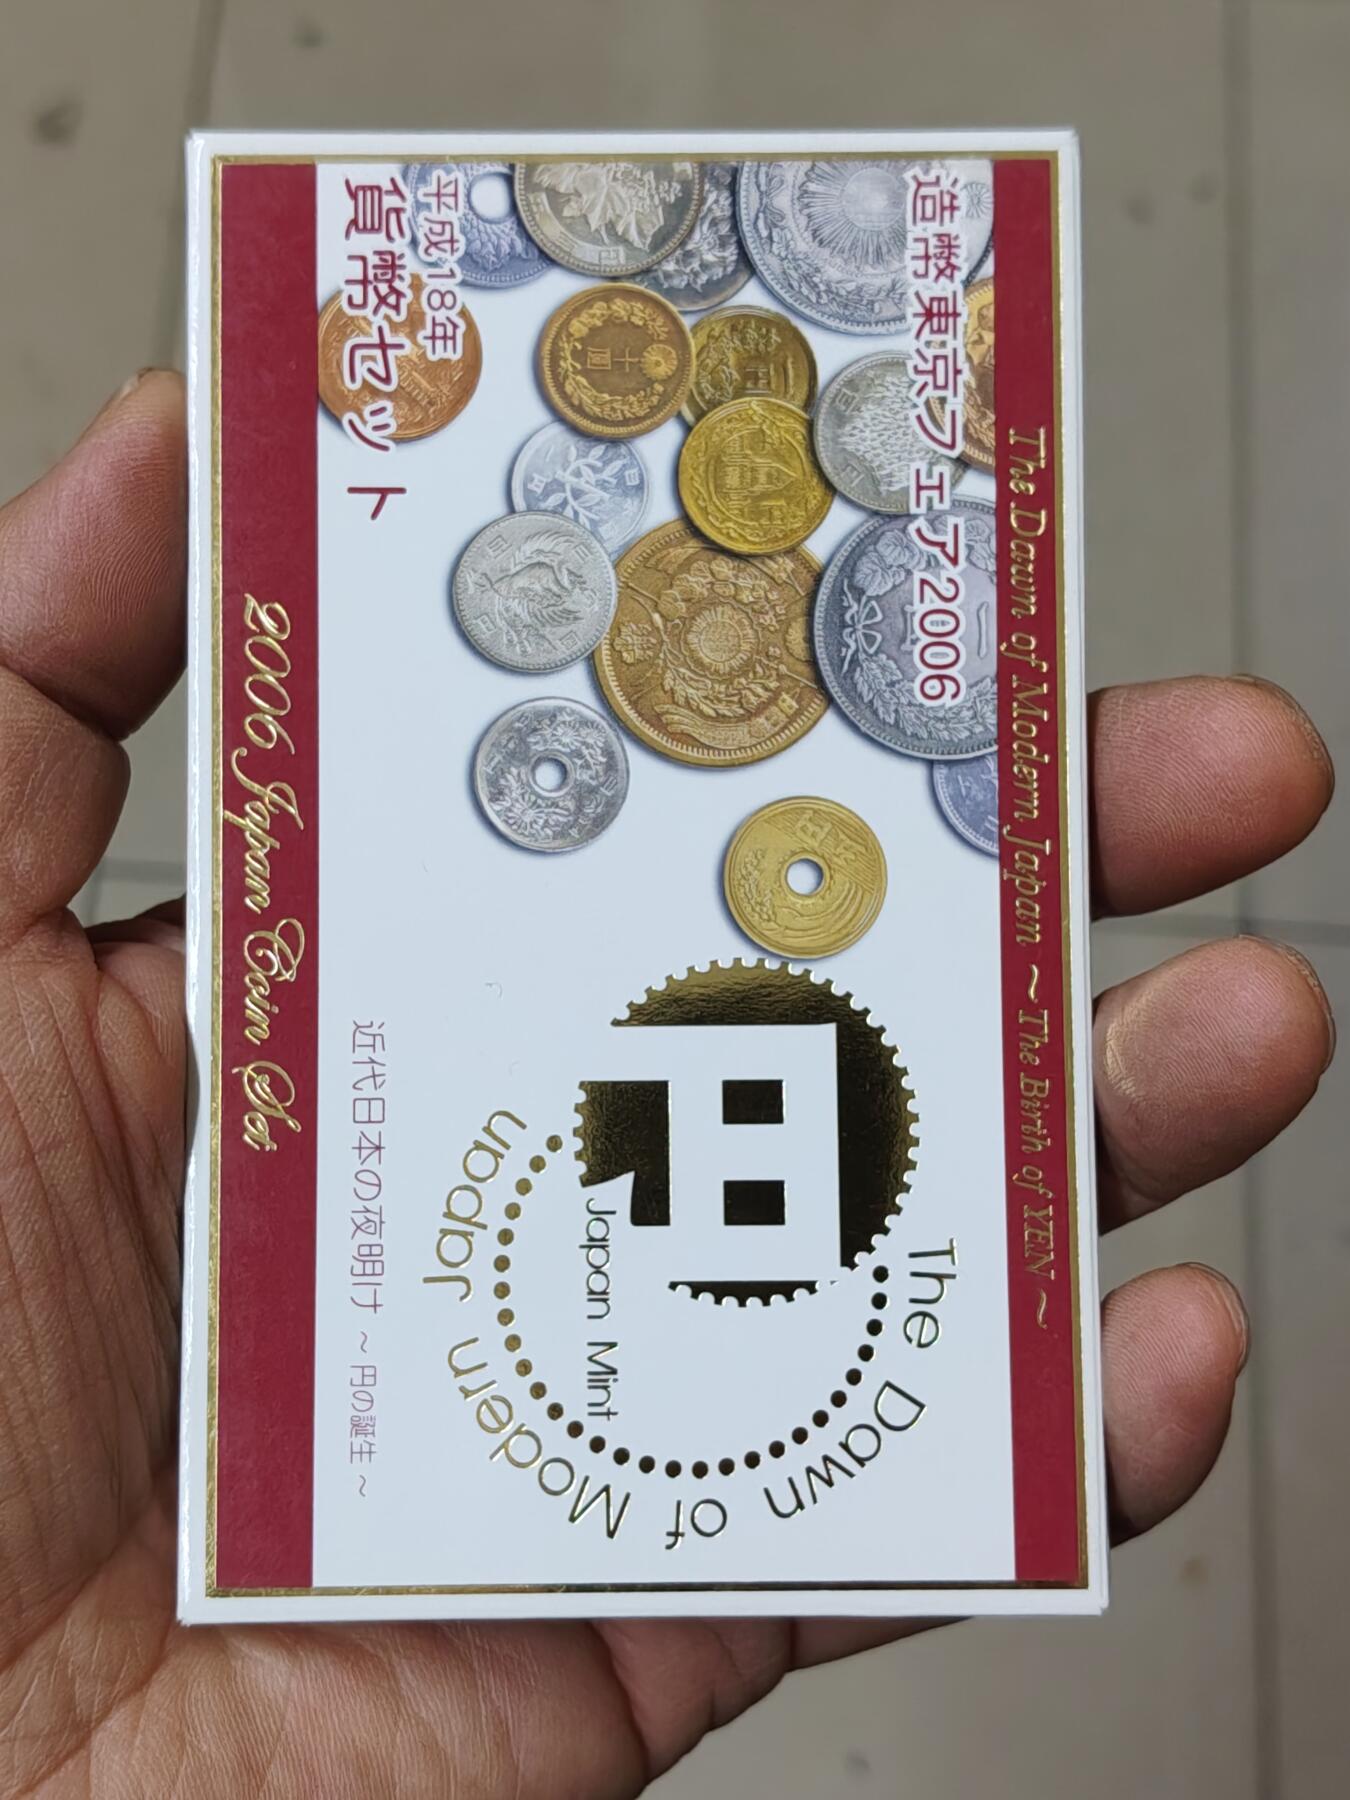 The Dawn of Modern Japan ～ The Birth of YEN ～
造幣東京フェア2006
The Dawn of Modern Japan
Japan Mint
平成18年
貨幣セット
近代日本の夜明け ～ 円の誕生 ～
2006 Japan Coin Set